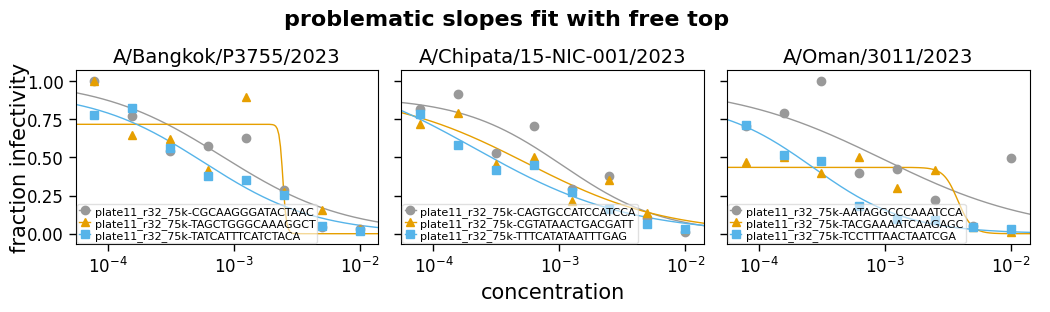 problematic slopes fit with free top
A/Bangkok/P3755/2023
A/Chipata/15-NIC-001/2023
A/Oman/3011/2023
fraction infectivity
1.00
0.75
0.50
0.25
0.00
plate11_r32_75k-CGCAAGGGATACTAAC
plate11_r32_75k-TAGCTGGGCAAAGGCT
plate11_r32_75k-TATCATTTCATCTACA
plate11_r32_75k-CAGTGCCATCCATCCA
plate11_r32_75k-CGTATAACTGACGATT
plate11_r32_75k-TTTCATATAATTTGAG
plate11_r32_75k-AATAGGCCCAAATCCA
plate11_r32_75k-TACGAAAATCAAGAGC
plate11_r32_75k-TCCTTTAACTAATCGA
10⁻⁴ 10⁻³ 10⁻²
10⁻⁴ 10⁻³ 10⁻²
10⁻⁴ 10⁻³ 10⁻²
concentration